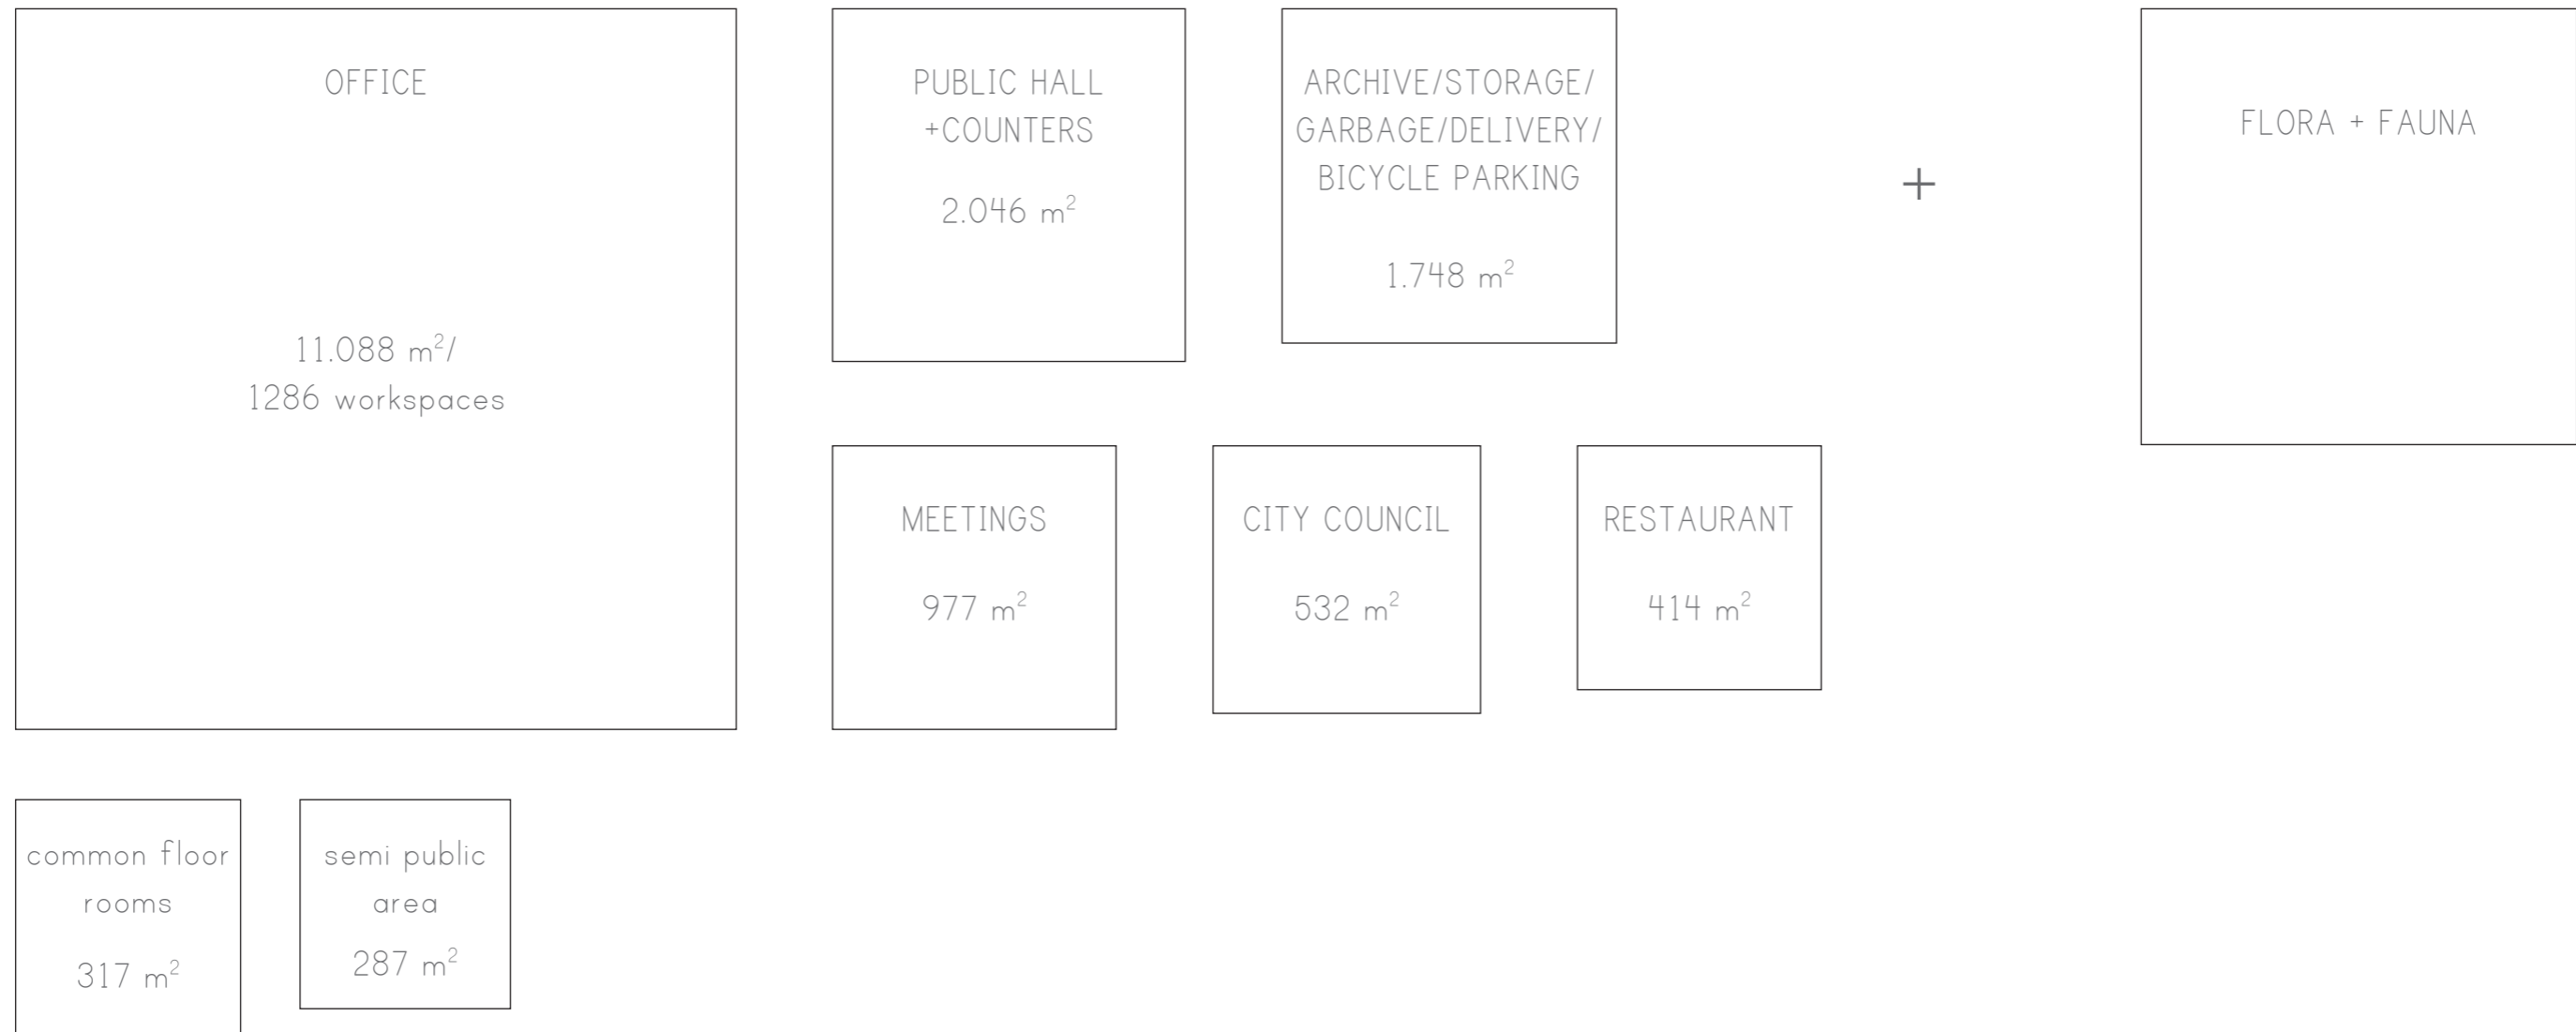 OFFICE
11.088 m²/
1286 workspaces
PUBLIC HALL
+COUNTERS
2.046 m²
ARCHIVE/STORAGE/
GARBAGE/DELIVERY/
BICYCLE PARKING
1.748 m²
+
FLORA + FAUNA
MEETINGS
977 m²
CITY COUNCIL
532 m²
RESTAURANT
414 m²
common floor
rooms
317 m²
semi public
area
287 m²